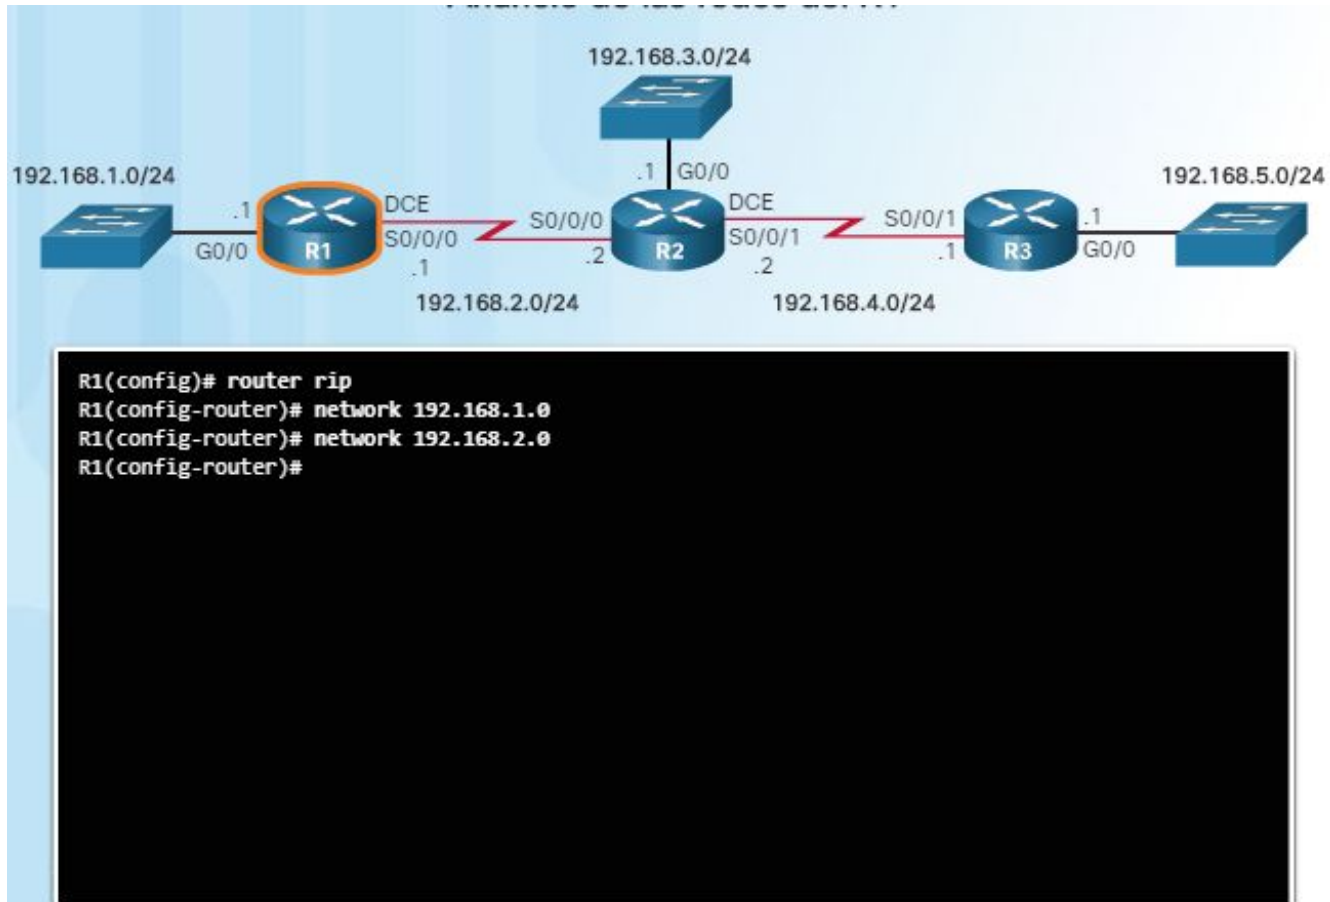 192.168.3.0/24
192.168.1.0/24
.1 G0/0
192.168.5.0/24
.1
DCE
S0/0/0
DCE
S0/0/1
.1
G0/0
R1
S0/0/0
.1
.2
R2
S0/0/1
.2
.1
R3
G0/0
192.168.2.0/24
192.168.4.0/24
R1(config)# router rip
R1(config-router)# network 192.168.1.0
R1(config-router)# network 192.168.2.0
R1(config-router)#